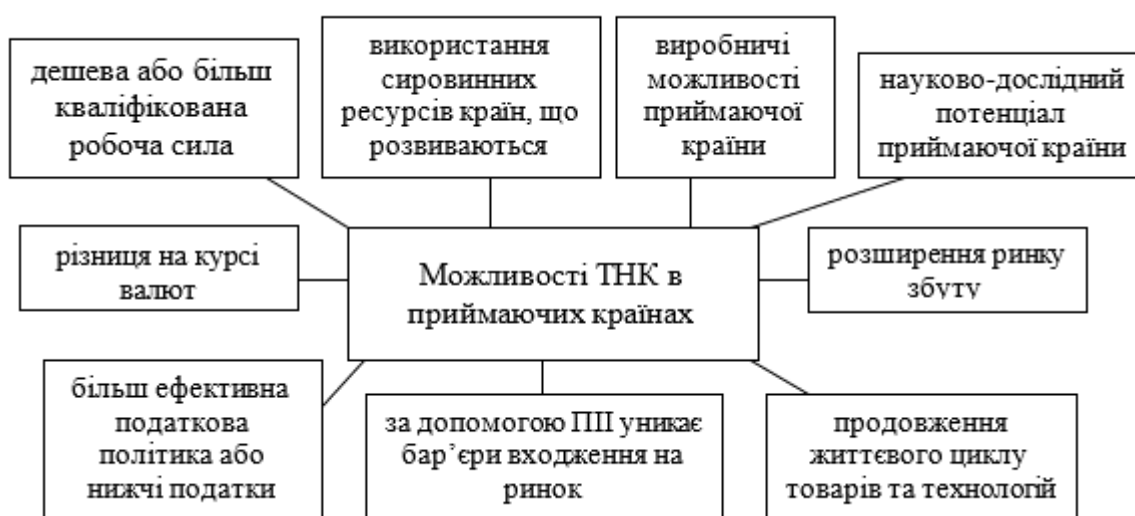 дешева або більш
кваліфікована
робоча сила
використання
сировинних
ресурсів країн, що
розвиваються
виробничі
можливості
приймаючої
країни
науково-дослідний
потенціал
приймаючої країни
різниця на курсі
валют
Можливості ТНК в
приймаючих країнах
розширення ринку
збуту
більш ефективна
податкова
політика або
нижчі податки
за допомогою ПІІ уникає
бар’єри входження на
ринок
продовження
життєвого циклу
товарів та технологій